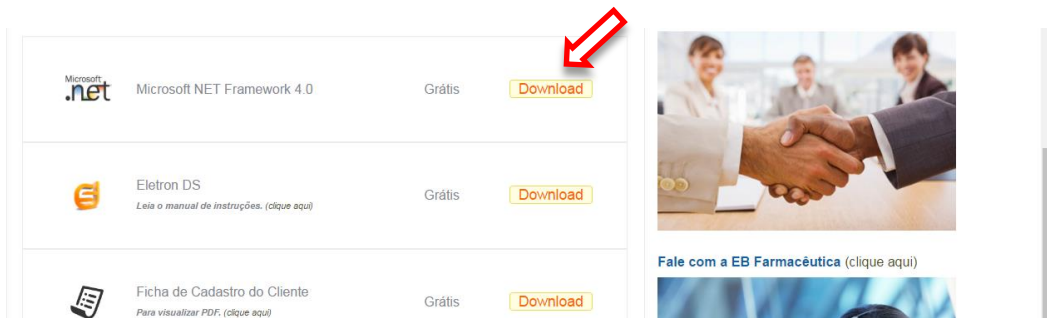 Microsoft
.net
Microsoft NET Framework 4.0
Grátis
Download
Eletron DS
Leia o manual de instruções. (clique aqui)
Grátis
Download
Ficha de Cadastro do Cliente
Para visualizar PDF. (clique aqui)
Grátis
Download
Fale com a EB Farmacêutica (clique aqui)